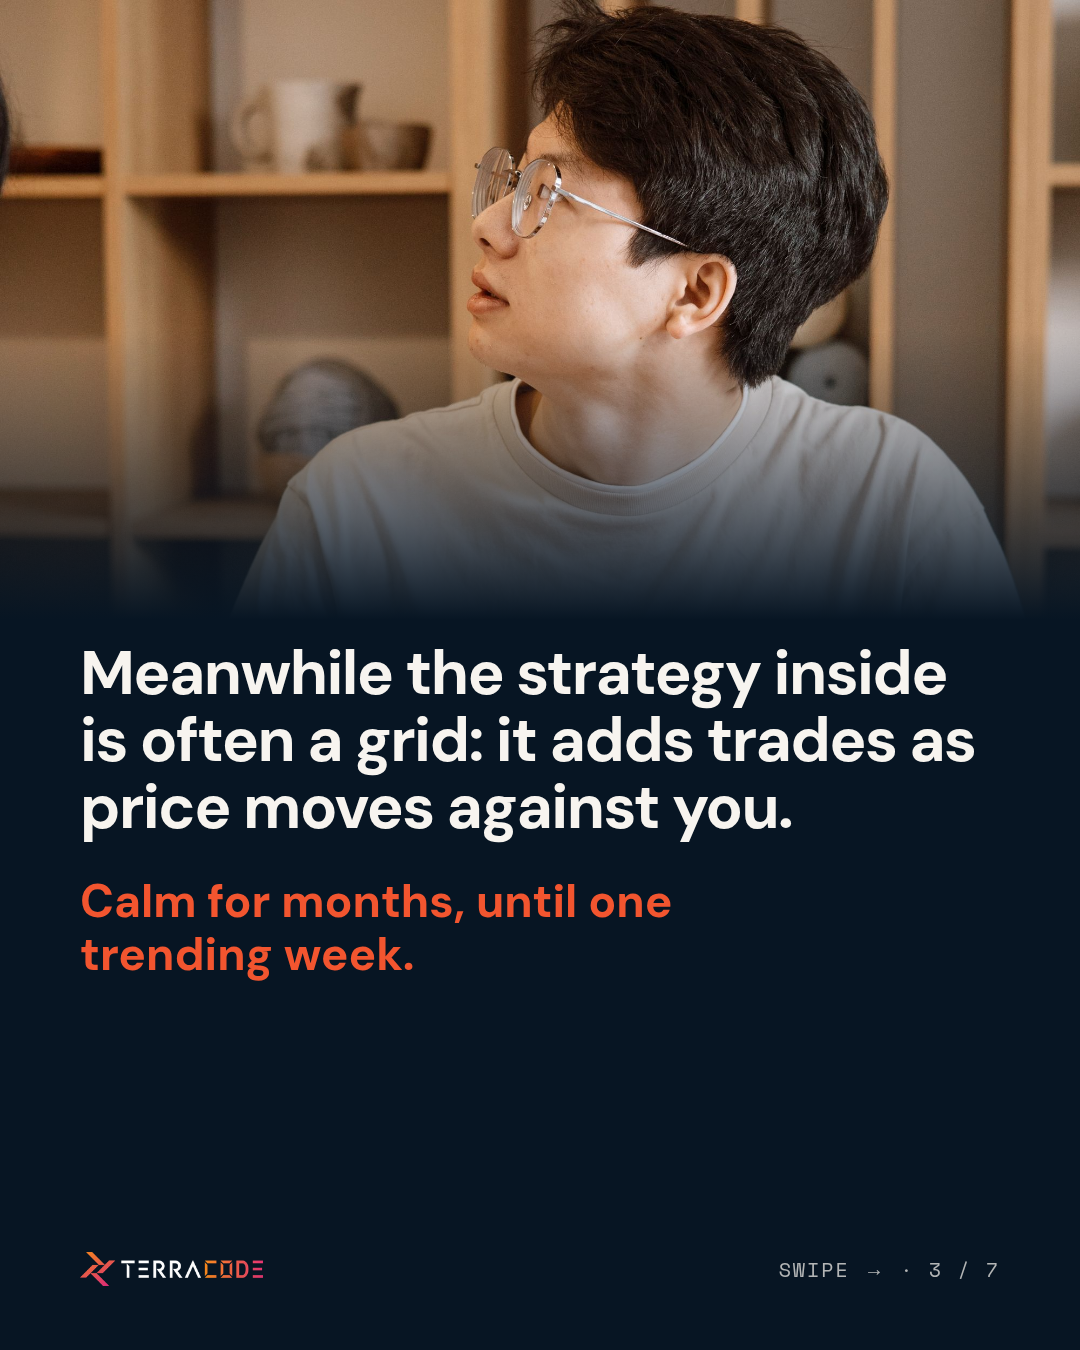 Meanwhile the strategy inside
is often a grid: it adds trades as
price moves against you.
Calm for months, until one
trending week.
TERRACODE
SWIPE → · 3 / 7